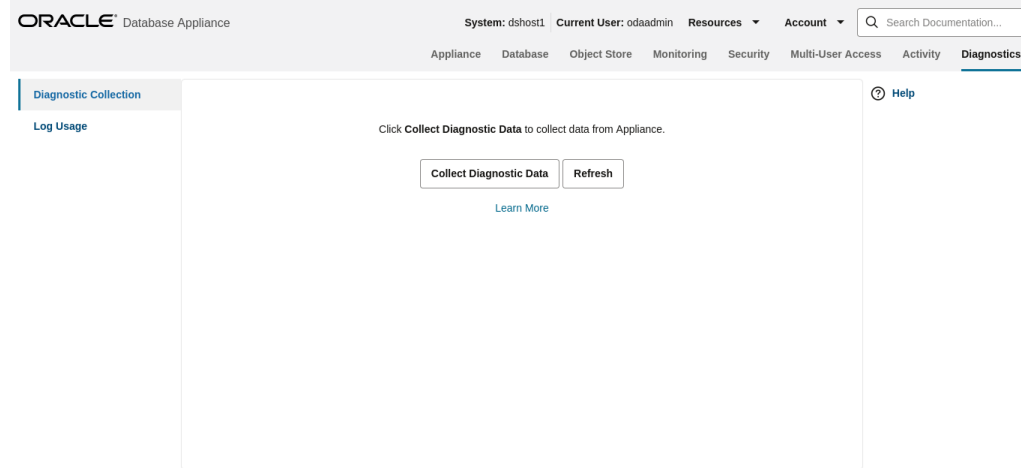 ORACLE® Database Appliance
System: dshost1 Current User: odaadmin Resources Account Search Documentation...
Appliance Database Object Store Monitoring Security Multi-User Access Activity Diagnostics
Diagnostic Collection
Log Usage
Click Collect Diagnostic Data to collect data from Appliance.
Collect Diagnostic Data Refresh
Learn More
Help